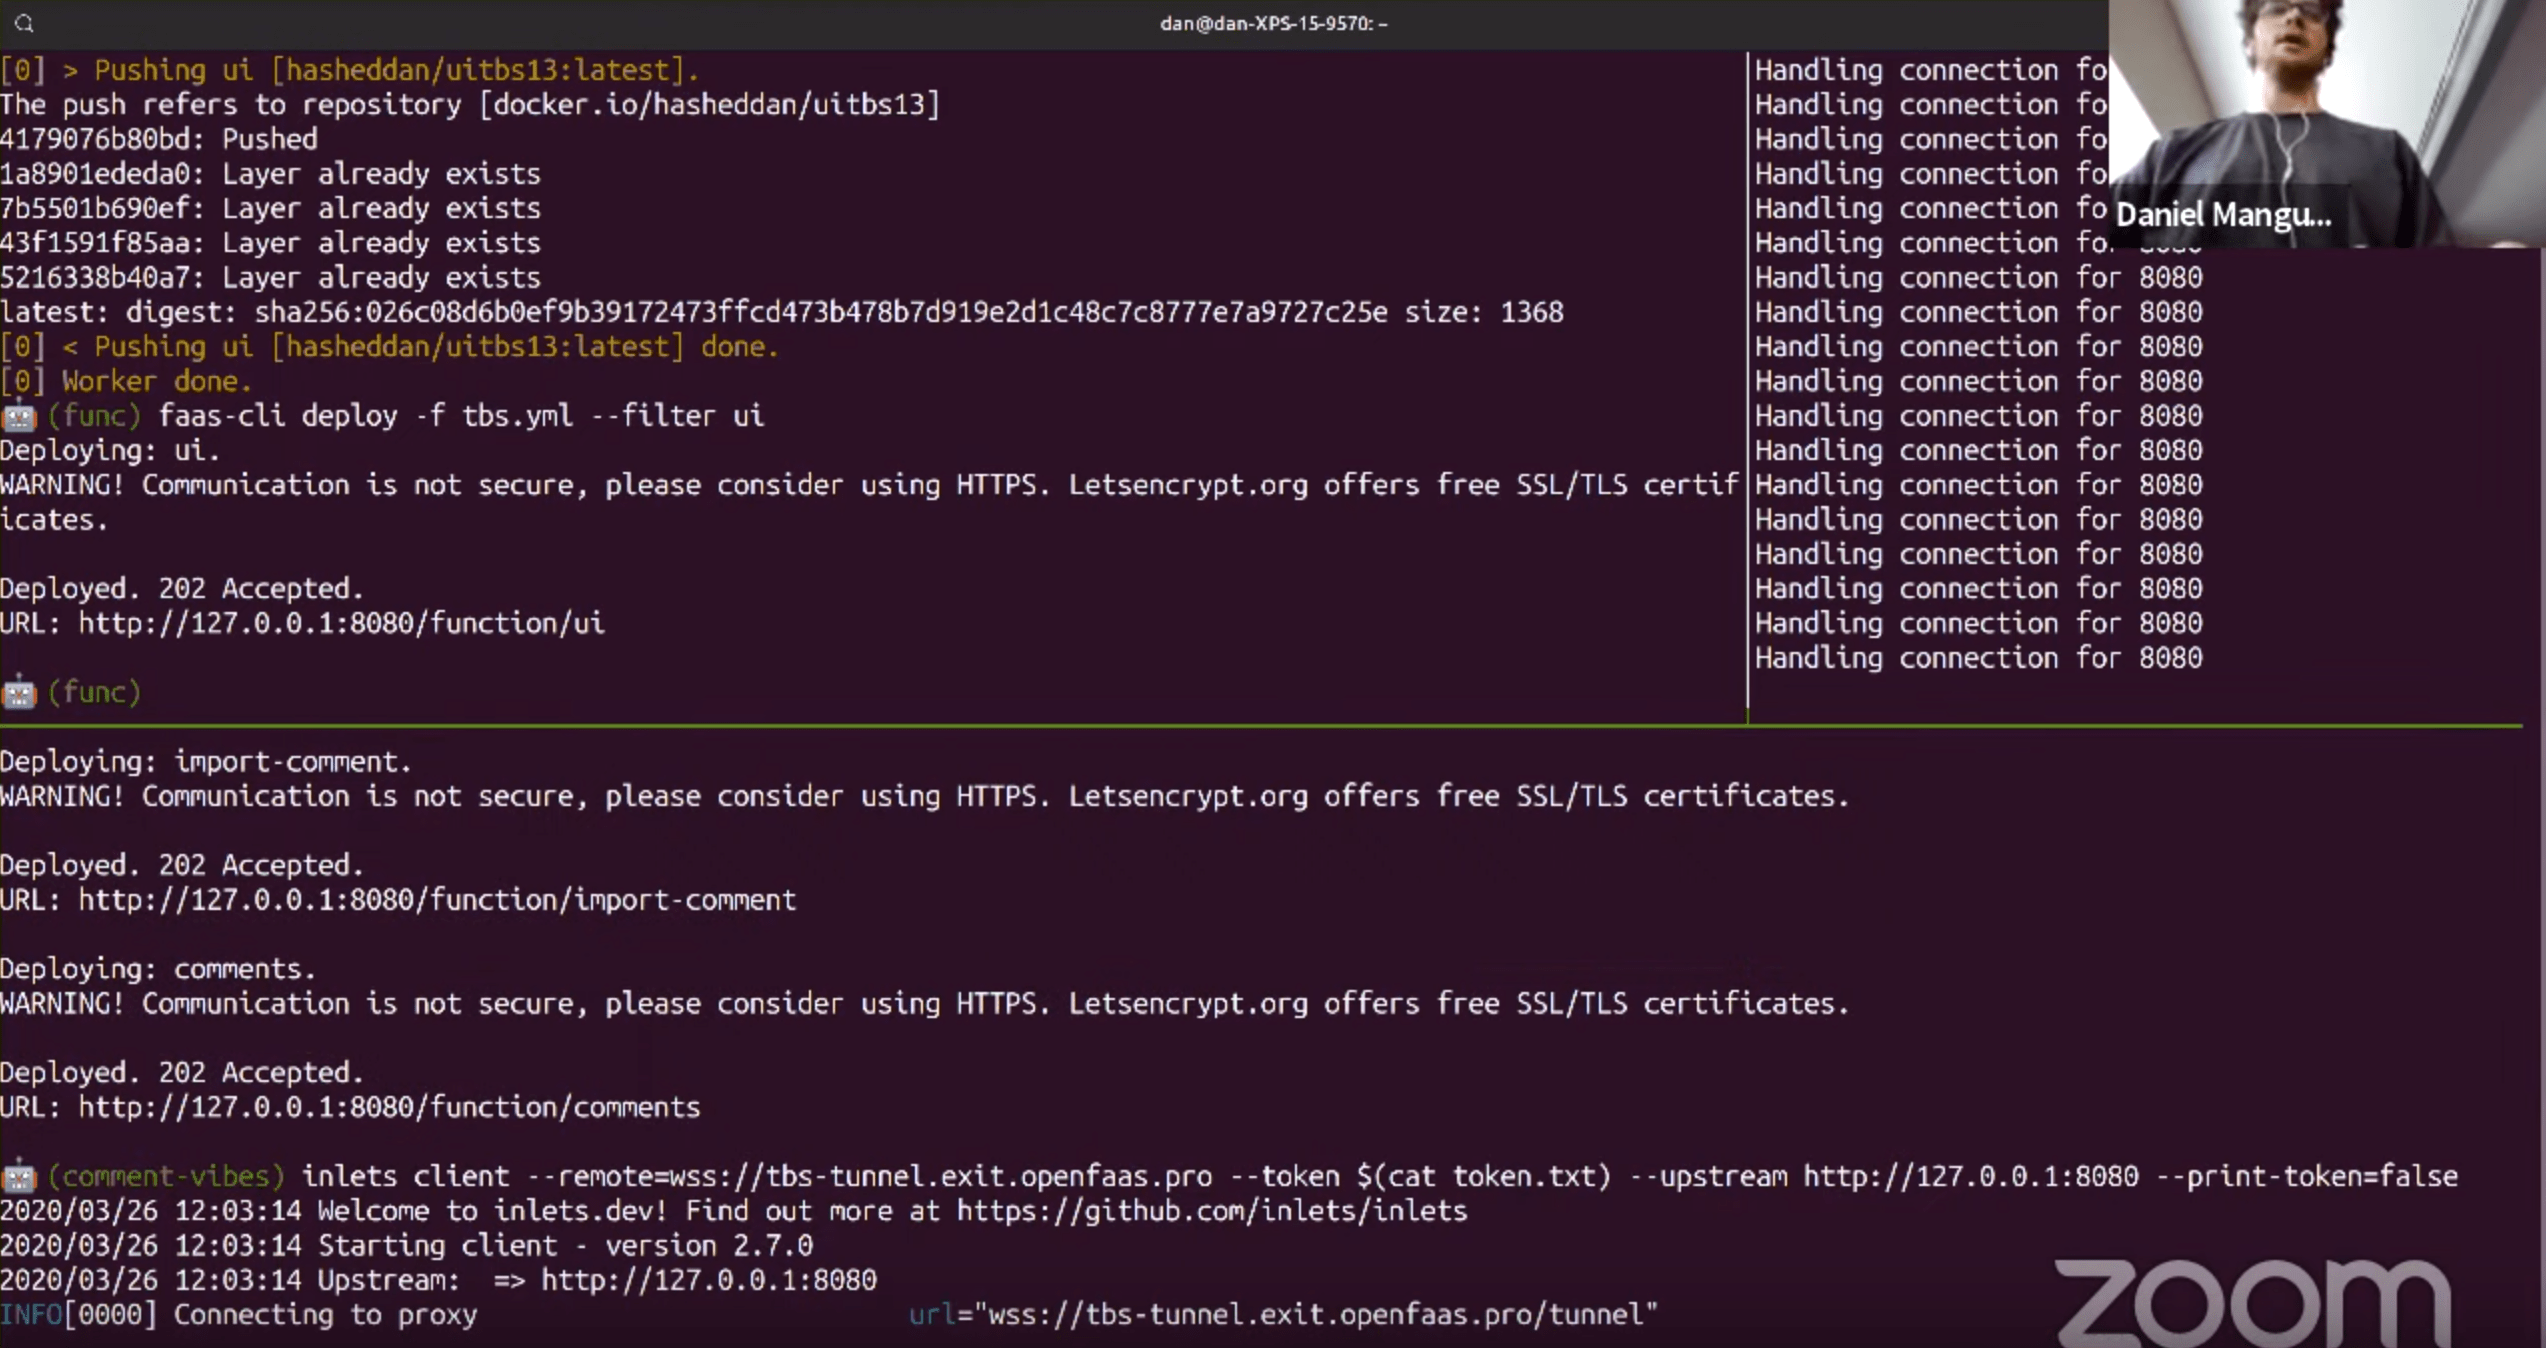 dan@dan-XPS-15-9570: ~
[0] > Pushing ui [hasheddan/uitbs13:latest].
The push refers to repository [docker.io/hasheddan/uitbs13]
4179076b80bd: Pushed
1a8901ededa0: Layer already exists
7b5501b690ef: Layer already exists
43f1591f85aa: Layer already exists
5216338b40a7: Layer already exists
latest: digest: sha256:026c08d6b0ef9b39172473ffcd473b478b7d919e2d1c48c7c8777e7a9727c25e size: 1368
[0] < Pushing ui [hasheddan/uitbs13:latest] done.
[0] Worker done.
(func) faas-cli deploy -f tbs.yml --filter ui
Deploying: ui.
WARNING! Communication is not secure, please consider using HTTPS. Letsencrypt.org offers free SSL/TLS certif
icates.
Deployed. 202 Accepted.
URL: http://127.0.0.1:8080/function/ui
(func)
Handling connection fo
Handling connection fo
Handling connection fo
Handling connection fo
Handling connection fo
Handling connection for 8080
Handling connection for 8080
Handling connection for 8080
Handling connection for 8080
Handling connection for 8080
Handling connection for 8080
Handling connection for 8080
Handling connection for 8080
Handling connection for 8080
Handling connection for 8080
Handling connection for 8080
Handling connection for 8080
Handling connection for 8080
Daniel Mangu...
Deploying: import-comment.
WARNING! Communication is not secure, please consider using HTTPS. Letsencrypt.org offers free SSL/TLS certificates.
Deployed. 202 Accepted.
URL: http://127.0.0.1:8080/function/import-comment
Deploying: comments.
WARNING! Communication is not secure, please consider using HTTPS. Letsencrypt.org offers free SSL/TLS certificates.
Deployed. 202 Accepted.
URL: http://127.0.0.1:8080/function/comments
(comment-vibes) inlets client --remote=wss://tbs-tunnel.exit.openfaas.pro --token $(cat token.txt) --upstream http://127.0.0.1:8080 --print-token=false
2020/03/26 12:03:14 Welcome to inlets.dev! Find out more at https://github.com/inlets/inlets
2020/03/26 12:03:14 Starting client - version 2.7.0
2020/03/26 12:03:14 Upstream:  => http://127.0.0.1:8080
INFO[0000] Connecting to proxy url="wss://tbs-tunnel.exit.openfaas.pro/tunnel"
zoom